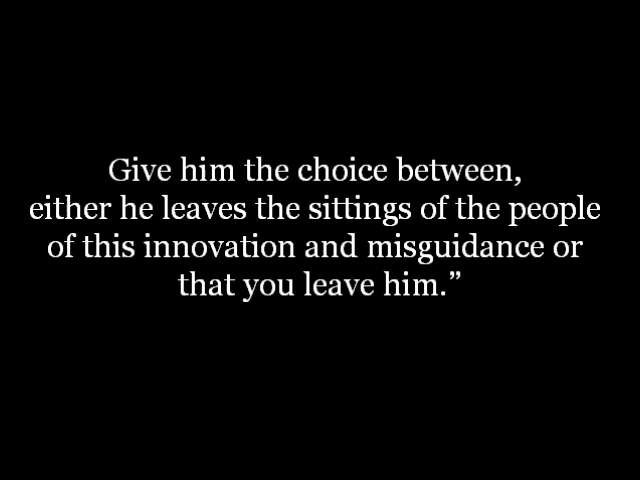 Give him the choice between,
either he leaves the sittings of the people
of this innovation and misguidance or
that you leave him.”